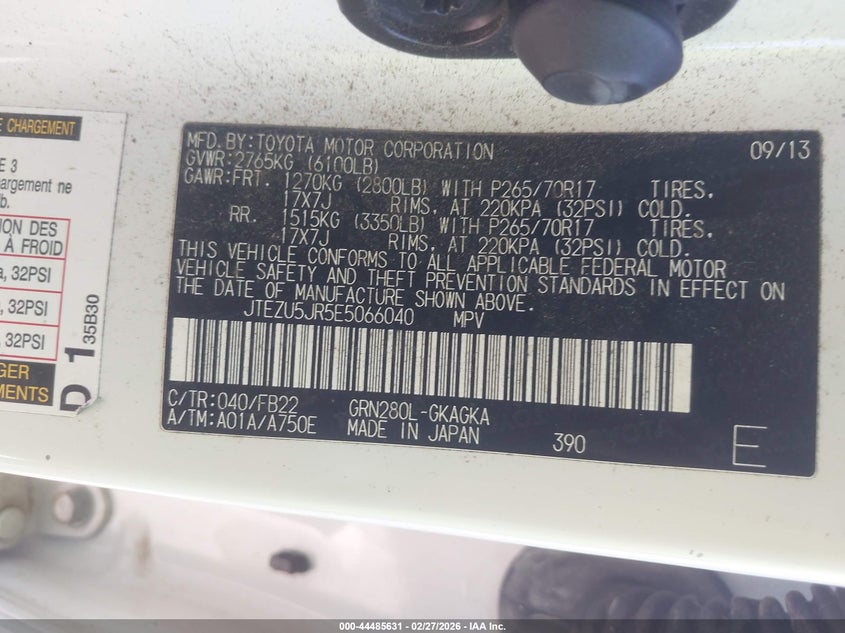 E CHARGEMENT
E 3
hargement ne
b.
ION DES
À FROID
a, 32PSI
, 32PSI
, 32PSI
GER
MENTS
D 1
35B30
MFD. BY: TOYOTA MOTOR CORPORATION 09/13
GVWR: 2765KG (6100LB)
GAWR: FRT. 1270KG (2800LB) WITH P265/70R17 TIRES,
17X7J RIMS, AT 220KPA (32PSI) COLD.
RR. 1515KG (3350LB) WITH P265/70R17 TIRES,
17X7J RIMS, AT 220KPA (32PSI) COLD.
THIS VEHICLE CONFORMS TO ALL APPLICABLE FEDERAL MOTOR
VEHICLE SAFETY AND THEFT PREVENTION STANDARDS IN EFFECT ON
THE DATE OF MANUFACTURE SHOWN ABOVE.
JTEZU5JR5E5066040 MPV
C/TR: 040/FB22 GRN280L-GKAGKA
A/TM: A01A/A750E MADE IN JAPAN 390 E
000-44485631 - 02/27/2026 - IAA Inc.